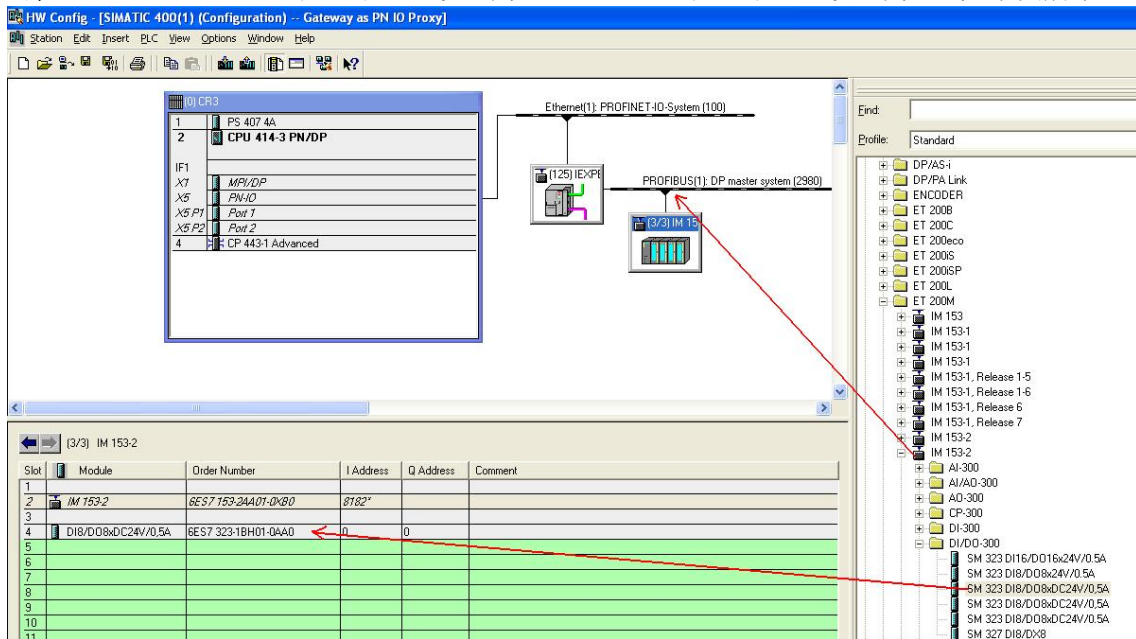 HW Config - [SIMATIC 400(1) (Configuration) -- Gateway as PN IO Proxy]
Station Edit Insert PLC View Options Window Help
(0) CR3
1 PS 407 4A
2 CPU 414-3 PN/DP
IF1
X1 MPI/DP
X5 PN-IO
X5 P1 Port 1
X5 P2 Port 2
4 CP 443-1 Advanced
Ethernet(1): PROFINET-IO-System (100)
(125) IEXPE
PROFIBUS(1): DP master system (2980)
(3/3) IM 15
Find:
Profile: Standard
DP/AS-i
DP/PA Link
ENCODER
ET 200B
ET 200C
ET 200eco
ET 200iS
ET 200iSP
ET 200L
ET 200M
IM 153
IM 153-1
IM 153-1
IM 153-1
IM 153-1, Release 1-5
IM 153-1, Release 1-6
IM 153-1, Release 6
IM 153-1, Release 7
IM 153-2
IM 153-2
AI-300
AI/AO-300
AO-300
CP-300
DI-300
DI/DO-300
SM 323 DI16/DO16x24V/0.5A
SM 323 DI8/DO8x24V/0.5A
SM 323 DI8/DO8xDC24V/0,5A
SM 323 DI8/DO8xDC24V/0,5A
SM 323 DI8/DO8xDC24V/0,5A
SM 327 DI8/DX8
(3/3) IM 153-2
Slot Module Order Number I Address Q Address Comment
1
2 IM 153-2 6ES7 153-2AA01-0XB0 8182*
3
4 DI8/DO8xDC24V/0,5A 6ES7 323-1BH01-0AA0 0 0
5
6
7
8
9
10
11